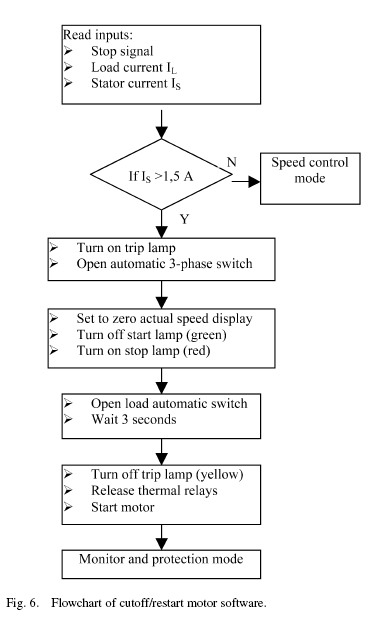 Read inputs:
➢ Stop signal
➢ Load current I_L
➢ Stator current I_S
If I_S >1,5 A
N
Speed control
mode
Y
➢ Turn on trip lamp
➢ Open automatic 3-phase switch
➢ Set to zero actual speed display
➢ Turn off start lamp (green)
➢ Turn on stop lamp (red)
➢ Open load automatic switch
➢ Wait 3 seconds
➢ Turn off trip lamp (yellow)
➢ Release thermal relays
➢ Start motor
Monitor and protection mode
Fig. 6. Flowchart of cutoff/restart motor software.